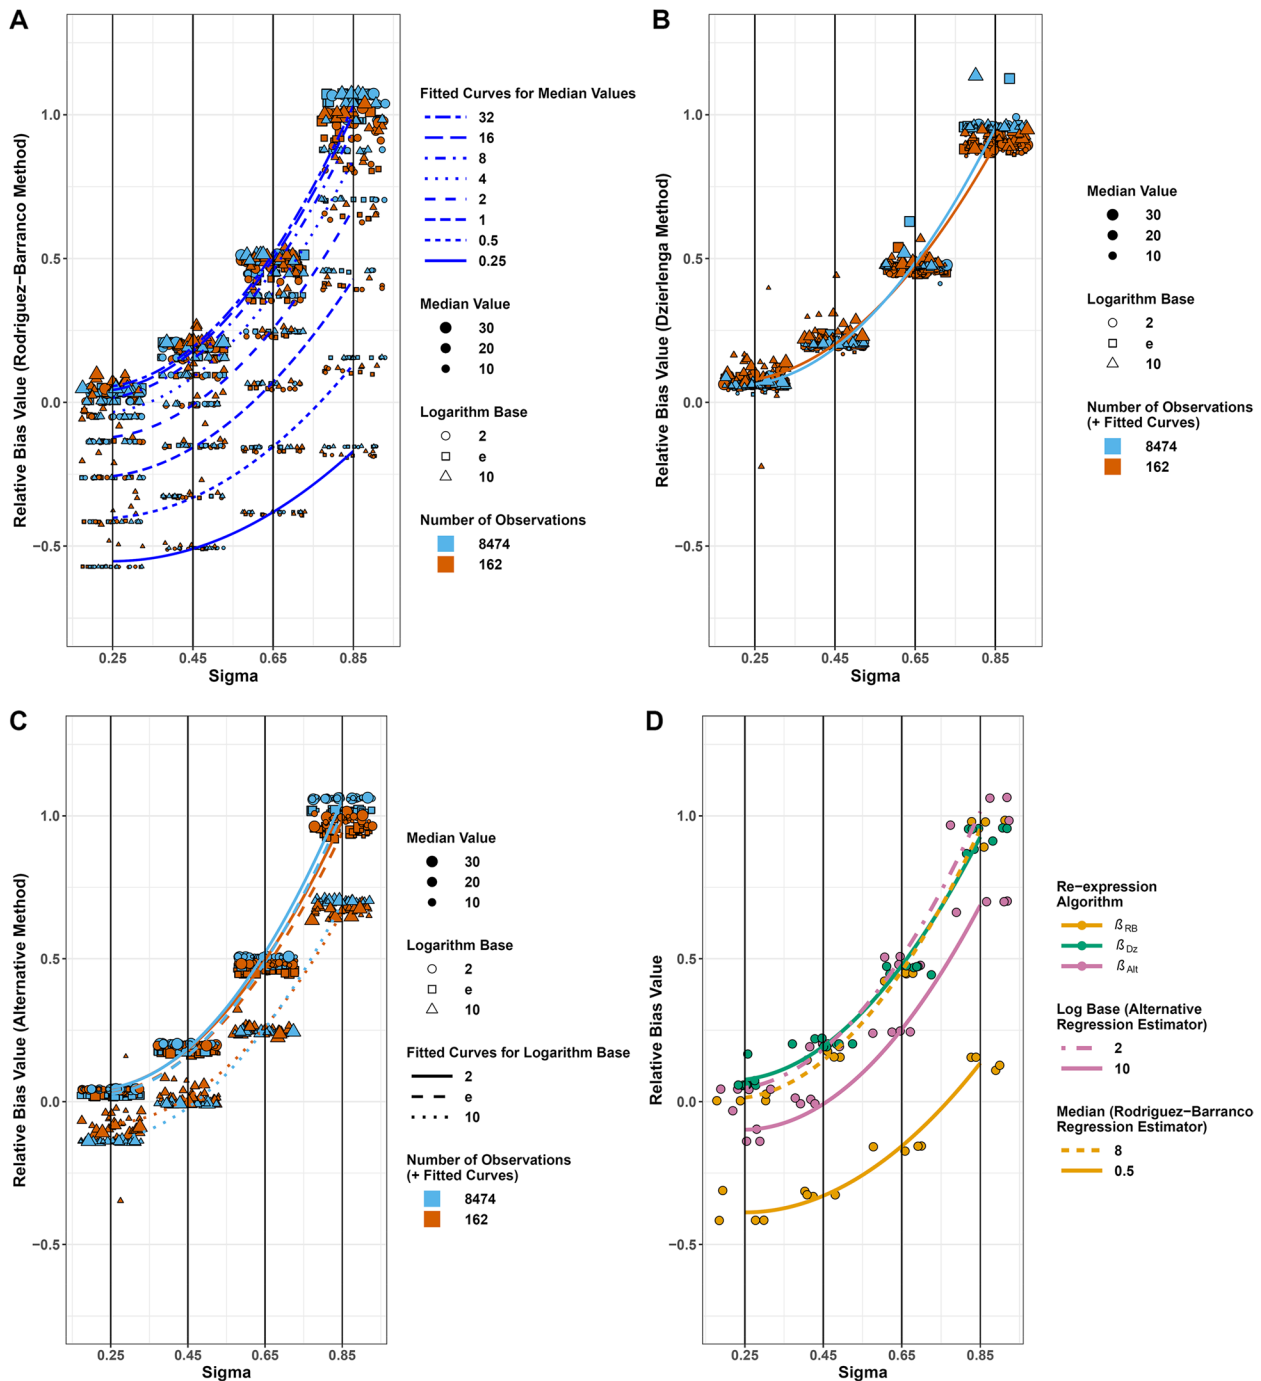 A
Relative Bias Value (Rodriguez−Barranco Method)
1.0
0.5
0.0
−0.5
0.25
0.45
0.65
0.85
Sigma
Fitted Curves for Median Values
32
16
8
4
2
1
0.5
0.25
Median Value
30
20
10
Logarithm Base
2
e
10
Number of Observations
8474
162
B
Relative Bias Value (Dzierlenga Method)
1.0
0.5
0.0
−0.5
0.25
0.45
0.65
0.85
Sigma
Median Value
30
20
10
Logarithm Base
2
e
10
Number of Observations
(+ Fitted Curves)
8474
162
C
Relative Bias Value (Alternative Method)
1.0
0.5
0.0
−0.5
0.25
0.45
0.65
0.85
Sigma
Median Value
30
20
10
Logarithm Base
2
e
10
Fitted Curves for Logarithm Base
2
e
10
Number of Observations
(+ Fitted Curves)
8474
162
D
Relative Bias Value
1.0
0.5
0.0
−0.5
0.25
0.45
0.65
0.85
Sigma
Re−expression
Algorithm
ßRB
ßDz
ßAlt
Log Base (Alternative
Regression Estimator)
2
10
Median (Rodriguez−Barranco
Regression Estimator)
8
0.5